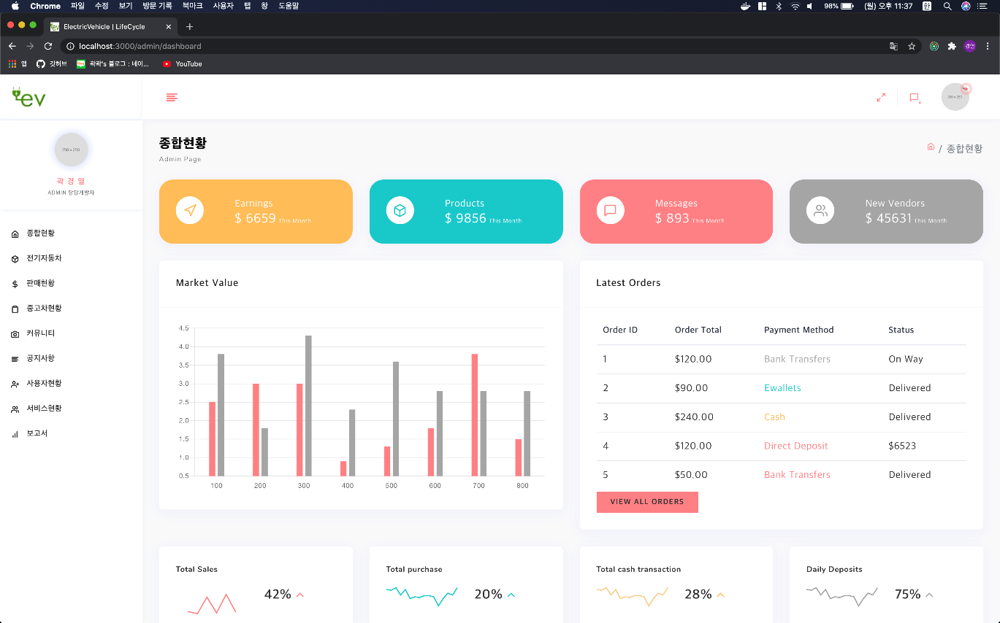 Chrome 파일 수정 보기 방문 기록 북마크 사용자 탭 창 도움말 98% (월) 오후 11:37 한
ev ElectricVehicle | LifeCycle
localhost:3000/admin/dashboard 경연
앱 깃허브 곽곽's 블로그 : 네이... YouTube
ev
250 x 250
250 x 250
곽 경 열
ADMIN 담당개발자
종합현황
전기자동차
판매현황
중고차현황
커뮤니티
공지사항
사용자현황
서비스현황
보고서
종합현황
Admin Page
/ 종합현황
Earnings
$ 6659 This Month
Products
$ 9856 This Month
Messages
$ 893 This Month
New Vendors
$ 45631 This Month
Market Value
4.5
4.0
3.5
3.0
2.5
2.0
1.5
1.0
0.5
100 200 300 400 500 600 700 800
Latest Orders
Order ID Order Total Payment Method Status
1 $120.00 Bank Transfers On Way
2 $90.00 Ewallets Delivered
3 $240.00 Cash Delivered
4 $120.00 Direct Deposit $6523
5 $50.00 Bank Transfers Delivered
VIEW ALL ORDERS
Total Sales
42%
Total purchase
20%
Total cash transaction
28%
Daily Deposits
75%